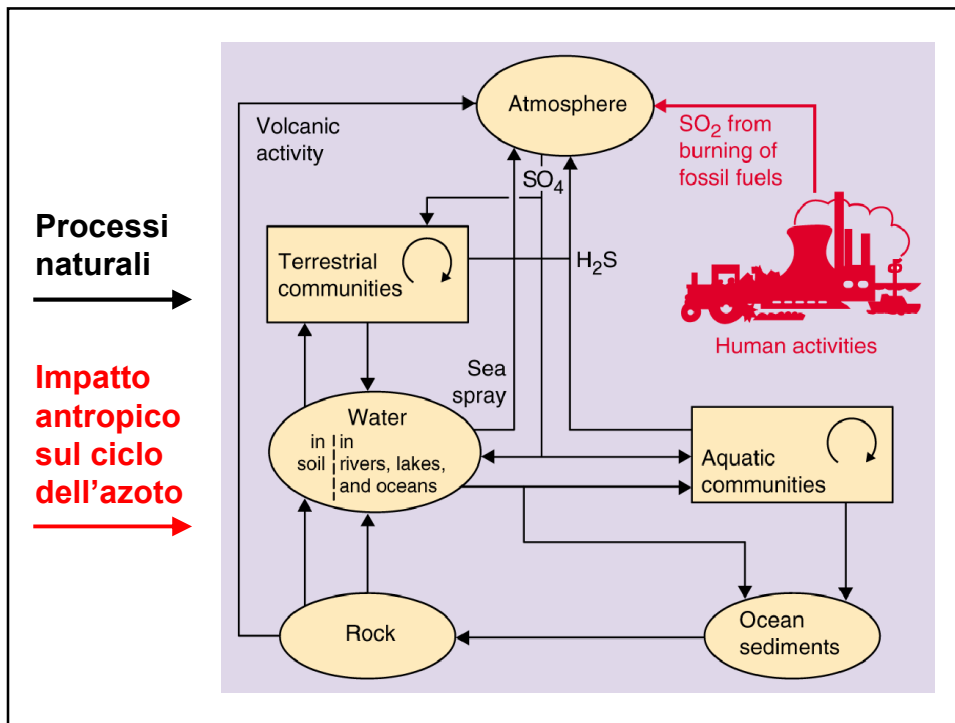 Atmosphere
Volcanic
activity
SO₂ from
burning of
fossil fuels
SO₄
Processi
naturali
Terrestrial
communities
H₂S
Human activities
Impatto
antropico
sul ciclo
dell’azoto
Sea
spray
Water
in
soil
in
rivers, lakes,
and oceans
Aquatic
communities
Rock
Ocean
sediments